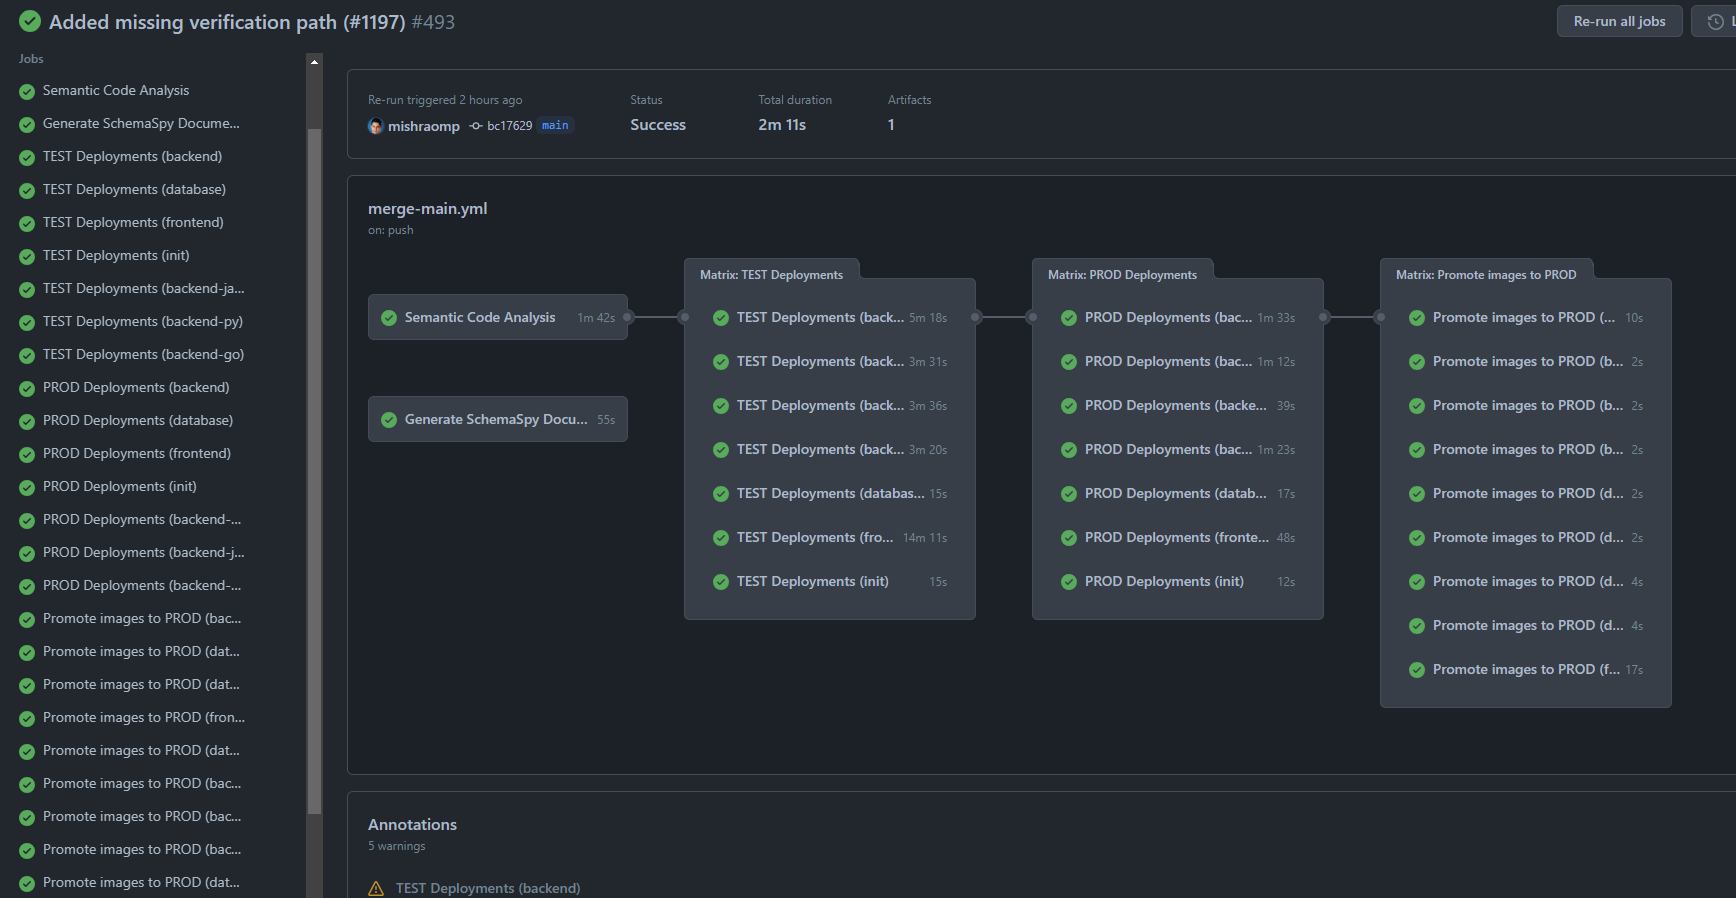 Added missing verification path (#1197) #493
Re-run all jobs
Jobs
Semantic Code Analysis
Generate SchemaSpy Docume...
TEST Deployments (backend)
TEST Deployments (database)
TEST Deployments (frontend)
TEST Deployments (init)
TEST Deployments (backend-ja...
TEST Deployments (backend-py)
TEST Deployments (backend-go)
PROD Deployments (backend)
PROD Deployments (database)
PROD Deployments (frontend)
PROD Deployments (init)
PROD Deployments (backend-...
PROD Deployments (backend-j...
PROD Deployments (backend-...
Promote images to PROD (bac...
Promote images to PROD (dat...
Promote images to PROD (dat...
Promote images to PROD (fron...
Promote images to PROD (dat...
Promote images to PROD (bac...
Promote images to PROD (bac...
Promote images to PROD (bac...
Promote images to PROD (dat...
Re-run triggered 2 hours ago
mishraomp bc17629 main
Status
Success
Total duration
2m 11s
Artifacts
1
merge-main.yml
on: push
Semantic Code Analysis 1m 42s
Generate SchemaSpy Docu... 55s
Matrix: TEST Deployments
TEST Deployments (back... 5m 18s
TEST Deployments (back... 3m 31s
TEST Deployments (back... 3m 36s
TEST Deployments (back... 3m 20s
TEST Deployments (databas... 15s
TEST Deployments (fro... 14m 11s
TEST Deployments (init) 15s
Matrix: PROD Deployments
PROD Deployments (bac... 1m 33s
PROD Deployments (bac... 1m 12s
PROD Deployments (backe... 39s
PROD Deployments (bac... 1m 23s
PROD Deployments (datab... 17s
PROD Deployments (fronte... 48s
PROD Deployments (init) 12s
Matrix: Promote images to PROD
Promote images to PROD (... 10s
Promote images to PROD (b... 2s
Promote images to PROD (b... 2s
Promote images to PROD (b... 2s
Promote images to PROD (d... 2s
Promote images to PROD (d... 2s
Promote images to PROD (d... 4s
Promote images to PROD (d... 4s
Promote images to PROD (f... 17s
Annotations
5 warnings
TEST Deployments (backend)